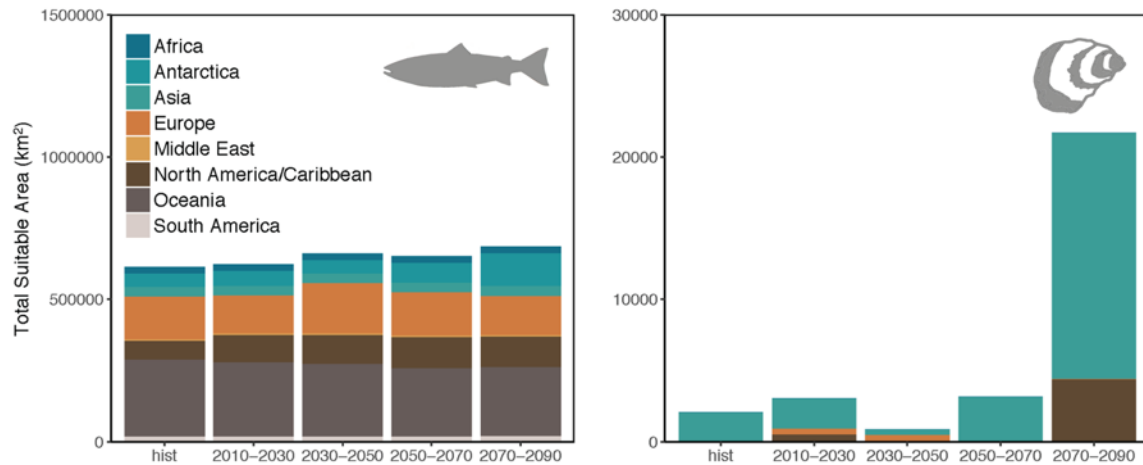 Total Suitable Area (km²)
1500000
1000000
500000
0
Africa
Antarctica
Asia
Europe
Middle East
North America/Caribbean
Oceania
South America
hist 2010–2030 2030–2050 2050–2070 2070–2090
30000
20000
10000
0
hist 2010–2030 2030–2050 2050–2070 2070–2090